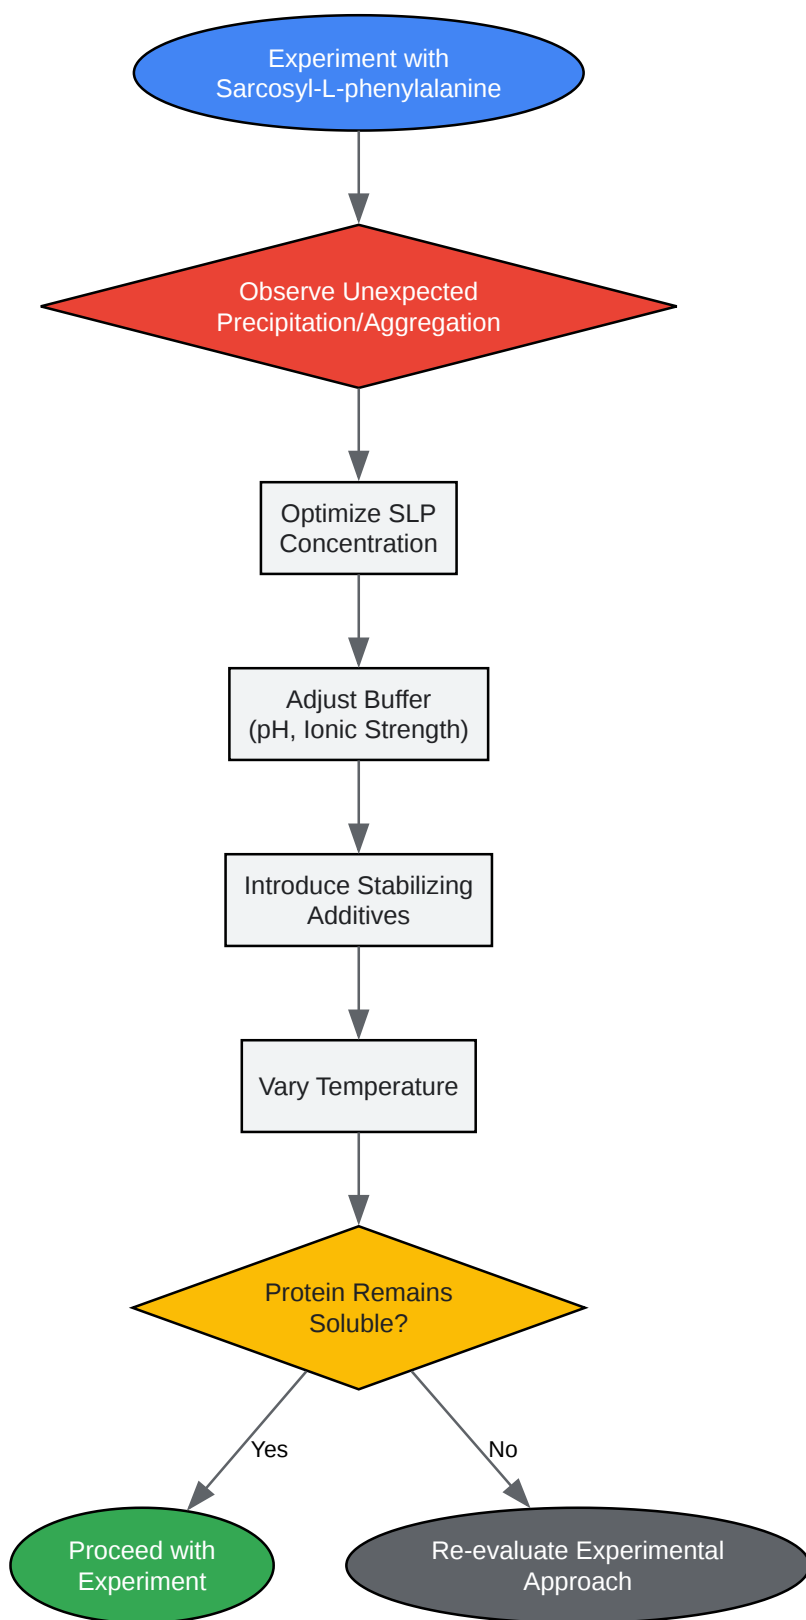 Experiment with
Sarcosyl-L-phenylalanine
Observe Unexpected
Precipitation/Aggregation
Optimize SLP
Concentration
Adjust Buffer
(pH, Ionic Strength)
Introduce Stabilizing
Additives
Vary Temperature
Protein Remains
Soluble?
Yes
No
Proceed with
Experiment
Re-evaluate Experimental
Approach